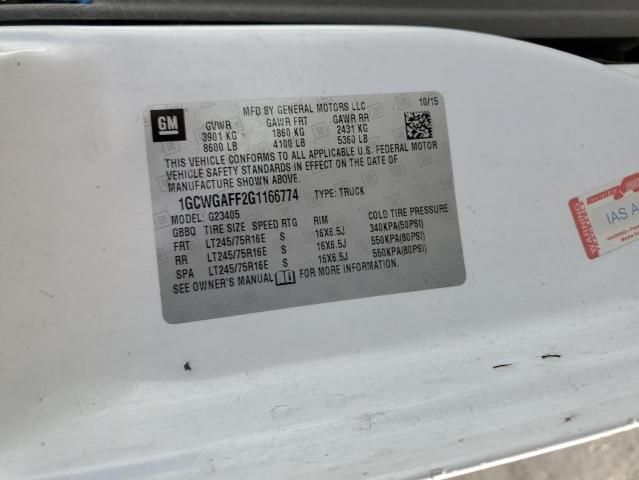 GM
MFD BY GENERAL MOTORS LLC 10/15
GVWR GAWR FRT GAWR RR
3901 KG 1860 KG 2431 KG
8600 LB 4100 LB 5360 LB
THIS VEHICLE CONFORMS TO ALL APPLICABLE U.S. FEDERAL MOTOR
VEHICLE SAFETY STANDARDS IN EFFECT ON THE DATE OF
MANUFACTURE SHOWN ABOVE.
1GCWGAFF2G1166774 TYPE: TRUCK
MODEL: G23405
GBBQ TIRE SIZE SPEED RTG RIM COLD TIRE PRESSURE
FRT LT245/75R16E S 16X6.5J 340KPA(50PSI)
RR LT245/75R16E S 16X6.5J 550KPA(80PSI)
SPA LT245/75R16E S 16X6.5J 550KPA(80PSI)
SEE OWNER'S MANUAL FOR MORE INFORMATION.
WARNING
IAS A